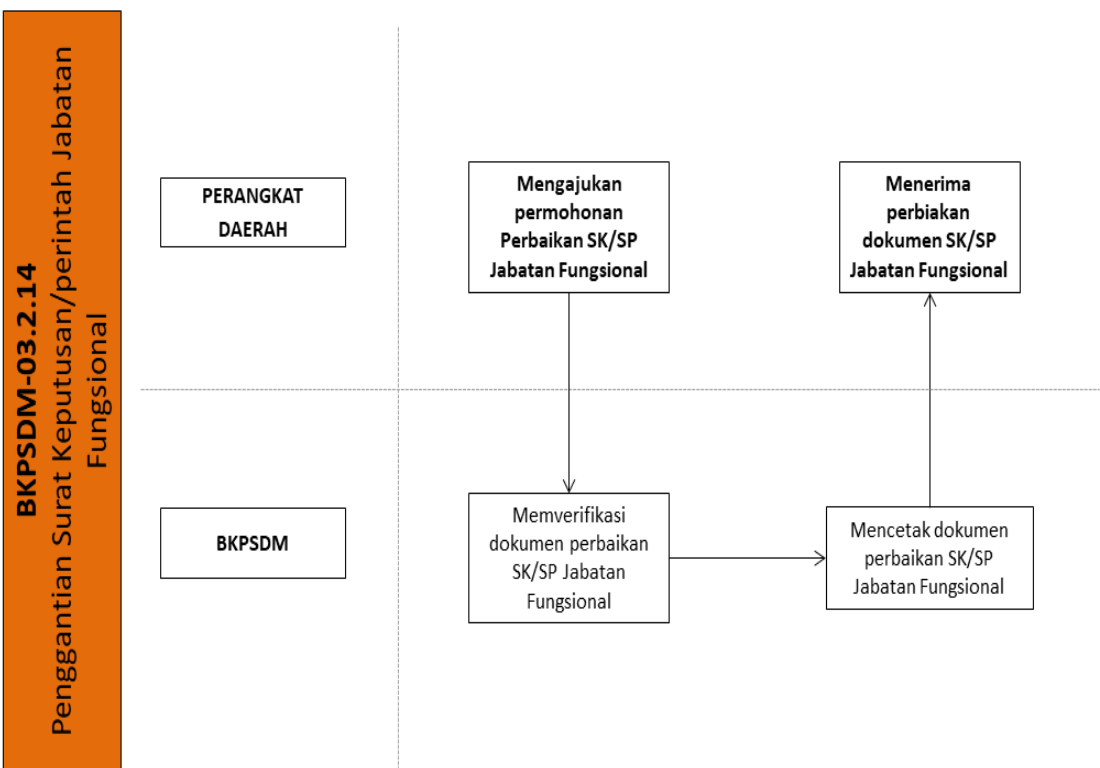 BKPSDM-03.2.14
Penggantian Surat Keputusan/perintah Jabatan
Fungsional
PERANGKAT
DAERAH
Mengajukan
permohonan
Perbaikan SK/SP
Jabatan Fungsional
Menerima
perbiakan
dokumen SK/SP
Jabatan Fungsional
BKPSDM
Memverifikasi
dokumen perbaikan
SK/SP Jabatan
Fungsional
Mencetak dokumen
perbaikan SK/SP
Jabatan Fungsional